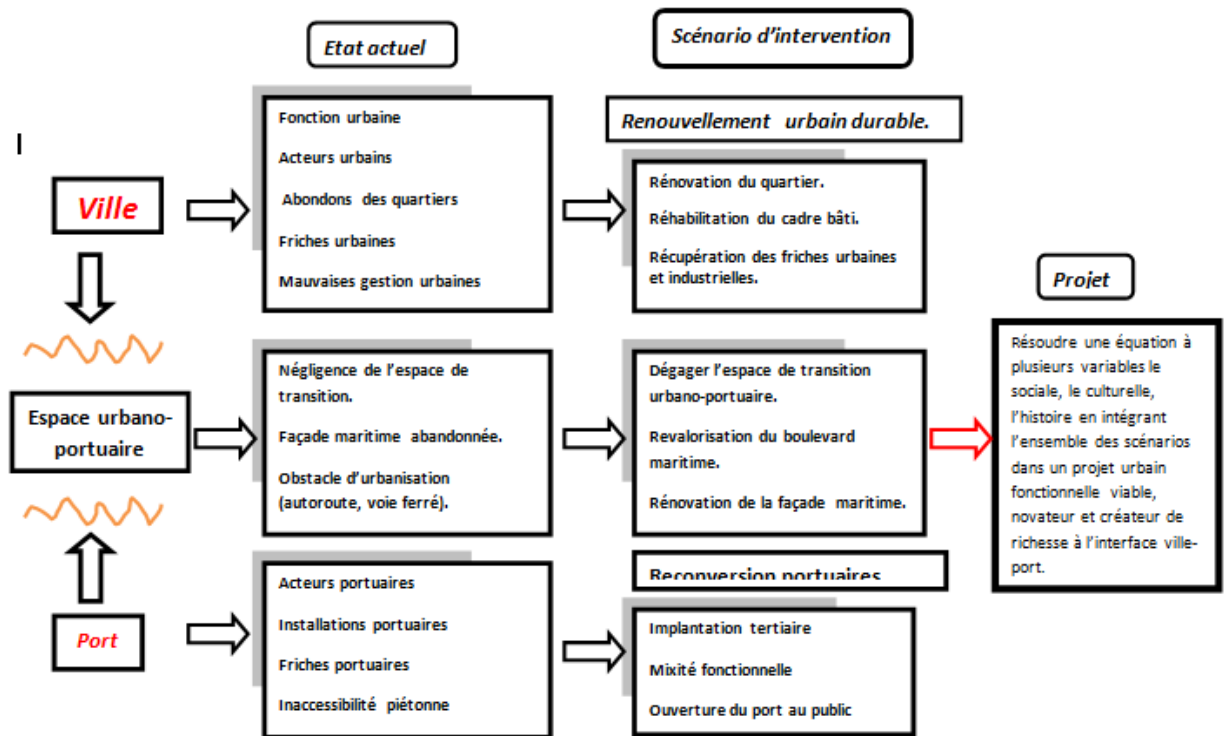 Etat actuel
Scénario d'intervention
Renouvellement urbain durable.
Ville
Fonction urbaine
Acteurs urbains
Abondons des quartiers
Friches urbaines
Mauvaises gestion urbaines
Rénovation du quartier.
Réhabilitation du cadre bâti.
Récupération des friches urbaines
et industrielles.
Projet
Espace urbano-
portuaire
Négligence de l'espace de
transition.
Façade maritime abandonnée.
Obstacle d'urbanisation
(autoroute, voie ferré).
Dégager l'espace de transition
urbano-portuaire.
Revalorisation du boulevard
maritime.
Rénovation de la façade maritime.
Résoudre une équation à
plusieurs variables le
sociale, le culturelle,
l'histoire en intégrant
l'ensemble des scénarios
dans un projet urbain
fonctionnelle viable,
novateur et créateur de
richesse à l'interface ville-
port.
Reconversion portuaires
Port
Acteurs portuaires
Installations portuaires
Friches portuaires
Inaccessibilité piétonne
Implantation tertiaire
Mixité fonctionnelle
Ouverture du port au public